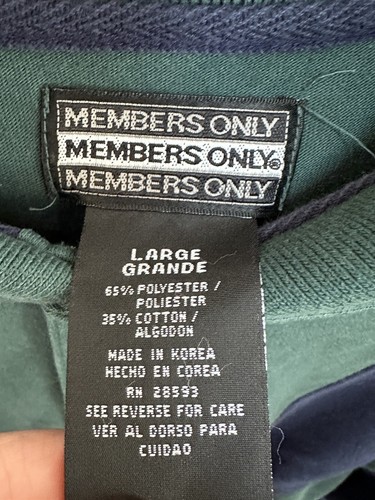 MEMBERS ONLY
MEMBERS ONLY®
MEMBERS ONLY
LARGE
GRANDE
65% POLYESTER /
POLIESTER
35% COTTON /
ALGODON
MADE IN KOREA
HECHO EN COREA
RN 28593
SEE REVERSE FOR CARE
VER AL DORSO PARA
CUIDAO